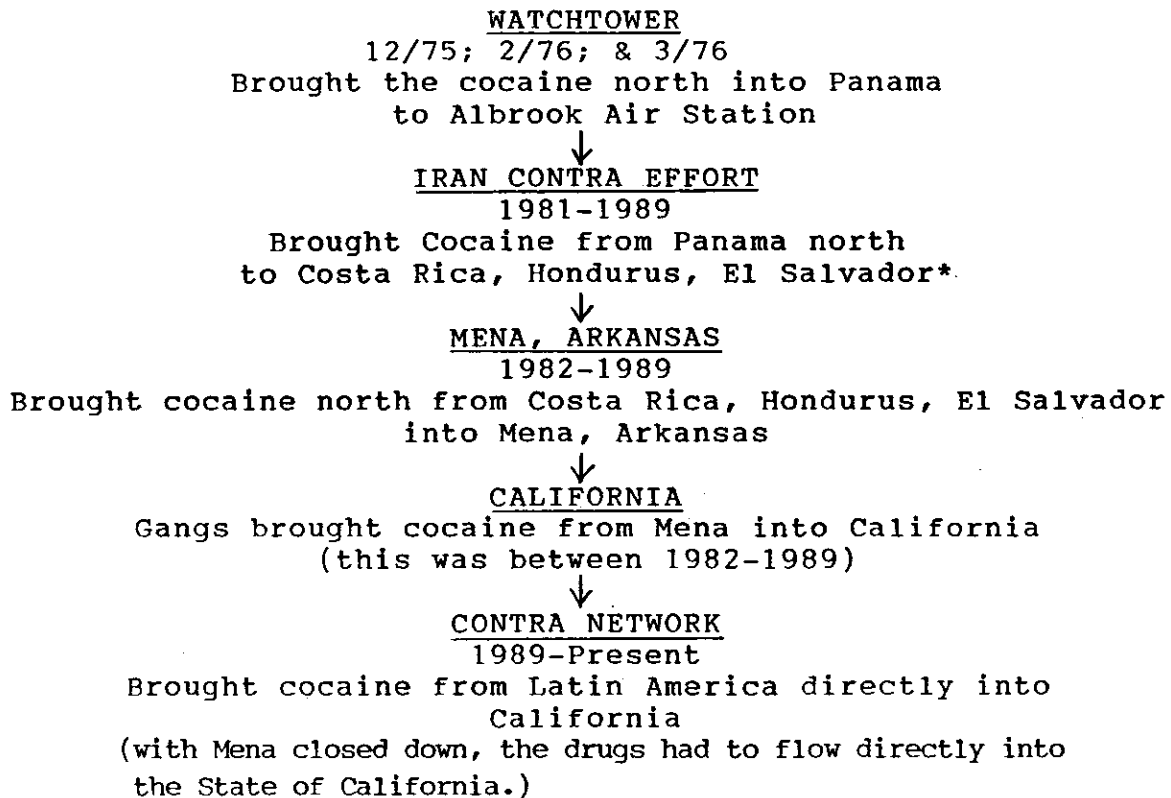 WATCHTOWER
12/75; 2/76; & 3/76
Brought the cocaine north into Panama
to Albrook Air Station
↓
IRAN CONTRA EFFORT
1981-1989
Brought Cocaine from Panama north
to Costa Rica, Hondurus, El Salvador*
↓
MENA, ARKANSAS
1982-1989
Brought cocaine north from Costa Rica, Hondurus, El Salvador
into Mena, Arkansas
↓
CALIFORNIA
Gangs brought cocaine from Mena into California
(this was between 1982-1989)
↓
CONTRA NETWORK
1989-Present
Brought cocaine from Latin America directly into
California
(with Mena closed down, the drugs had to flow directly into
the State of California.)